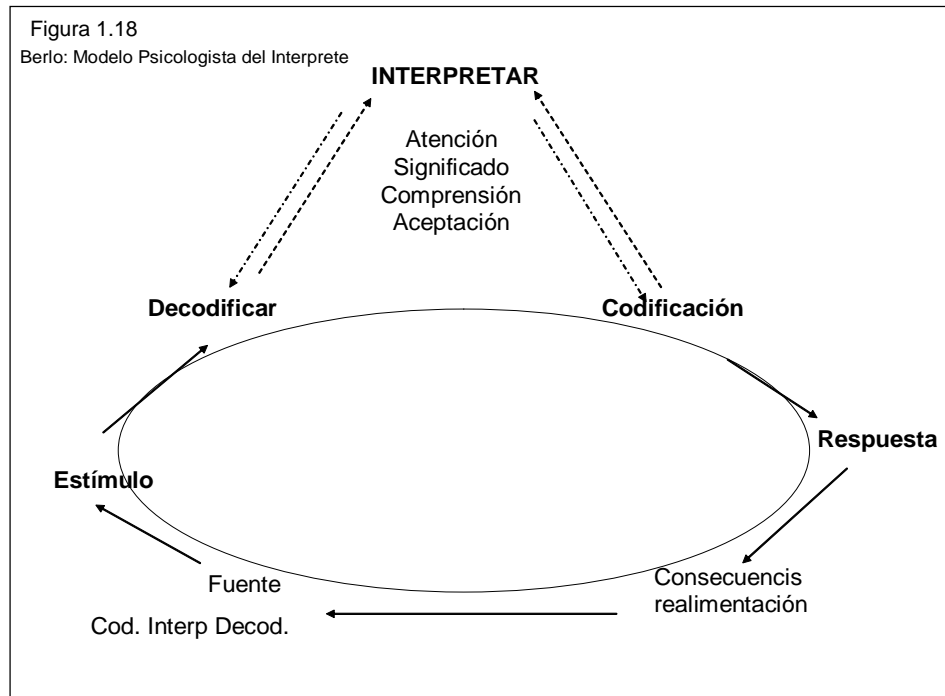 Figura 1.18
Berlo: Modelo Psicologista del Interprete
INTERPRETAR
Atención
Significado
Comprensión
Aceptación
Decodificar
Codificación
Respuesta
Estímulo
Fuente
Cod. Interp Decod.
Consecuencis
realimentación